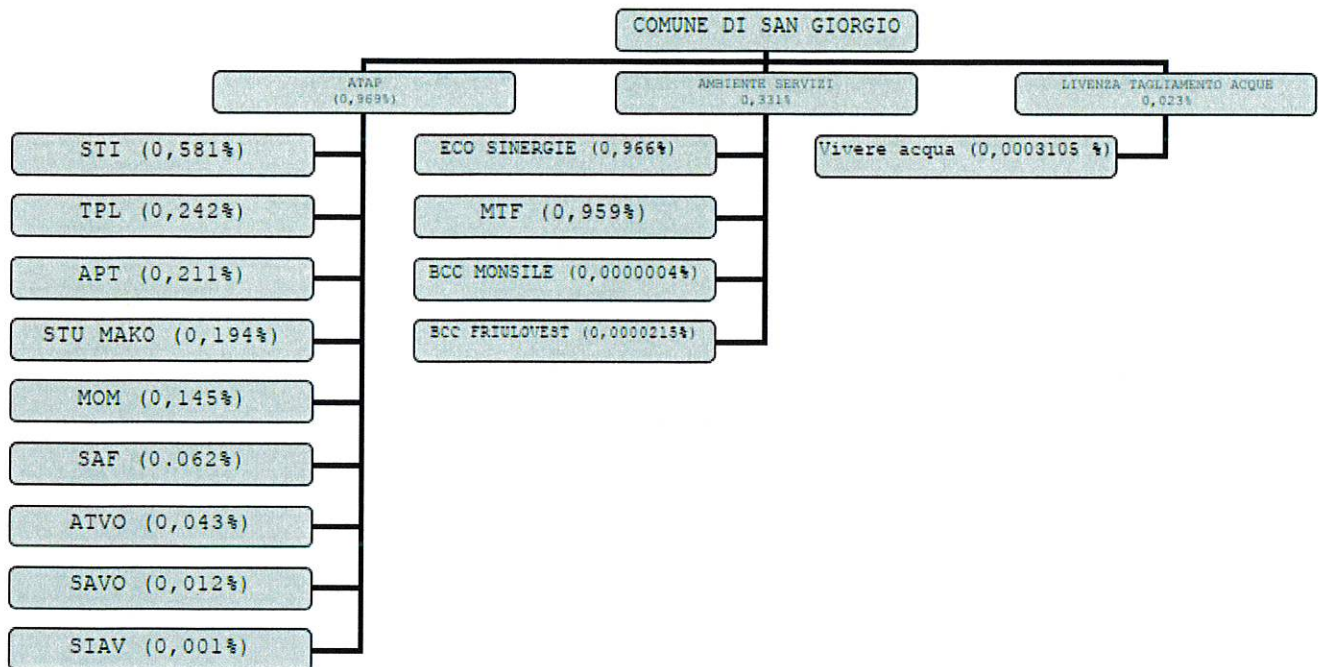 COMUNE DI SAN GIORGIO
ATAP
(0,969%)
AMBIENTE SERVIZI
0,331%
LIVENZA TAGLIAMENTO ACQUE
0,023%
STI (0,581%)
TPL (0,242%)
APT (0,211%)
STU MAKO (0,194%)
MOM (0,145%)
SAF (0.062%)
ATVO (0,043%)
SAVO (0,012%)
SIAV (0,001%)
ECO SINERGIE (0,966%)
MTF (0,959%)
BCC MONSILE (0,0000004%)
BCC FRIULOVEST (0,0000215%)
Vivere acqua (0,0003105 %)